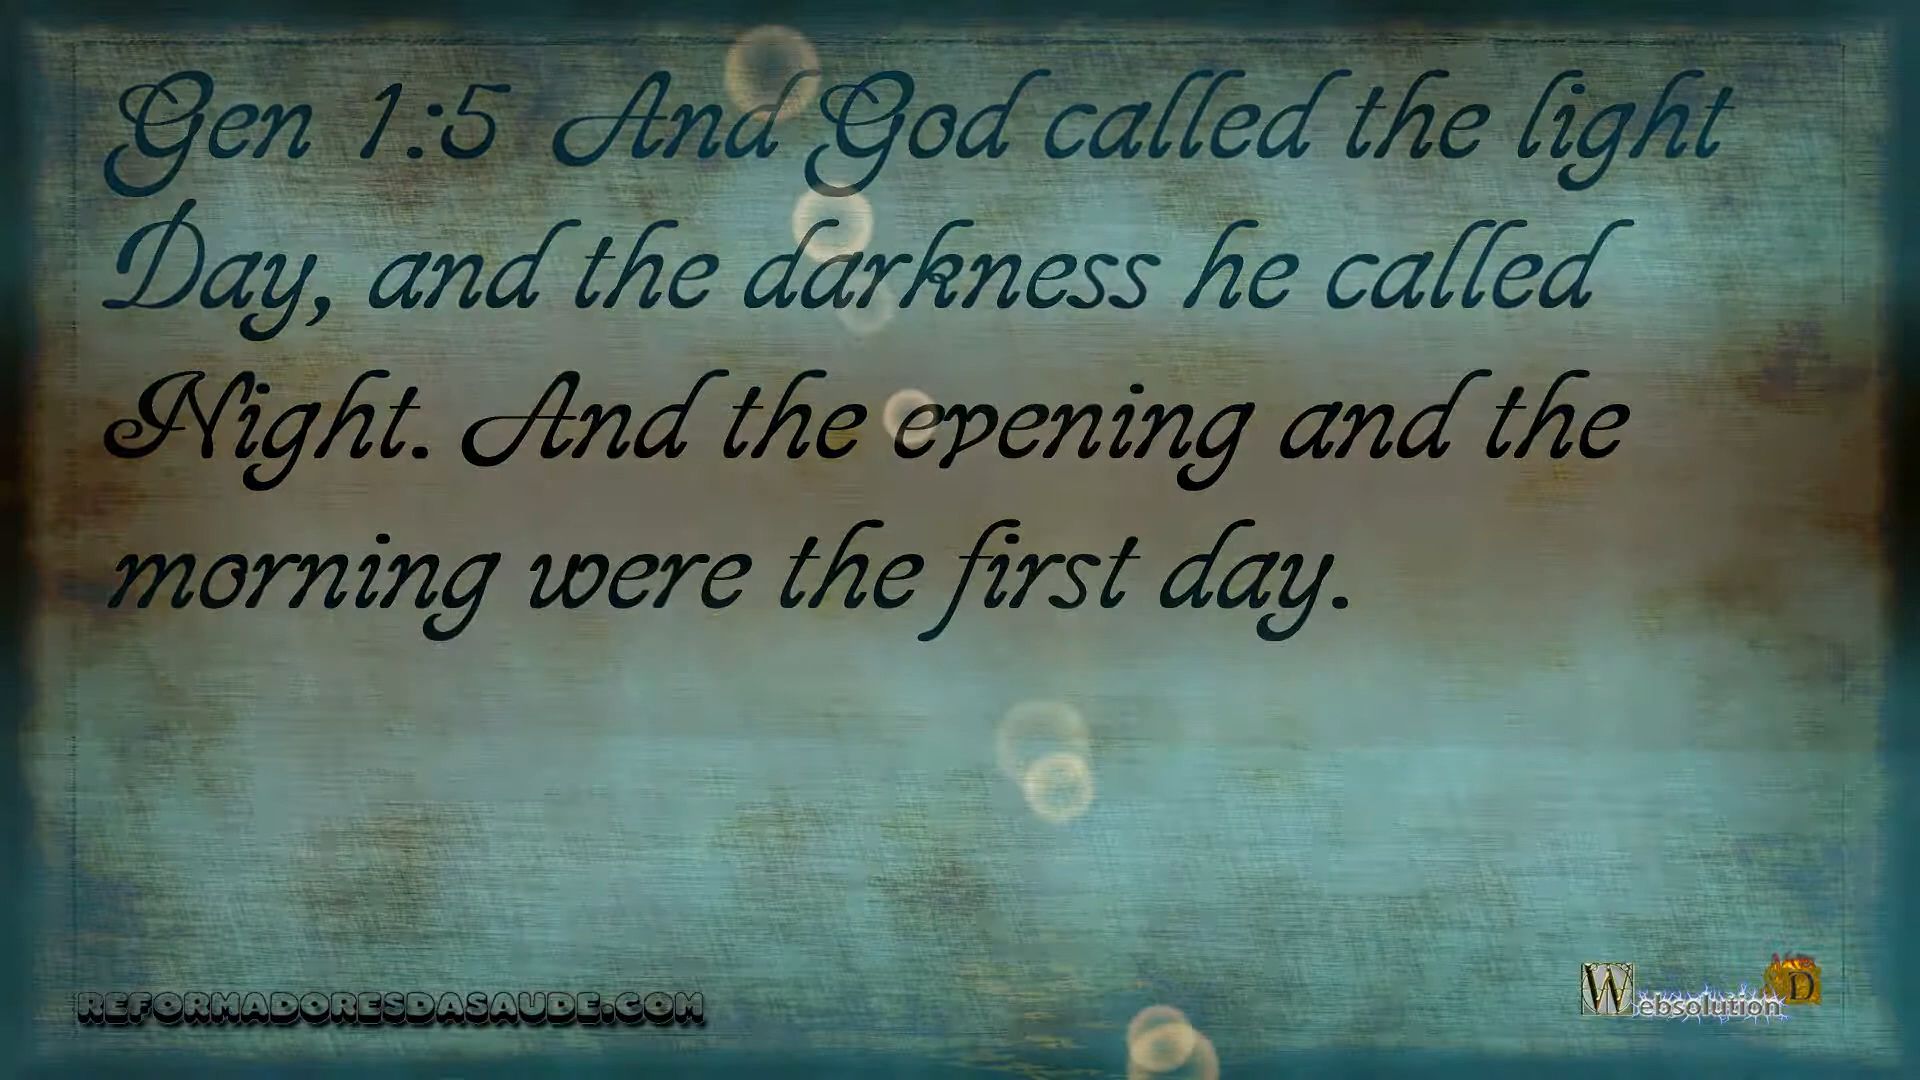 Gen 1:5 And God called the light
Day, and the darkness he called
Night. And the evening and the
morning were the first day.
REFORMADORESDASAUDE.COM
Websolution D